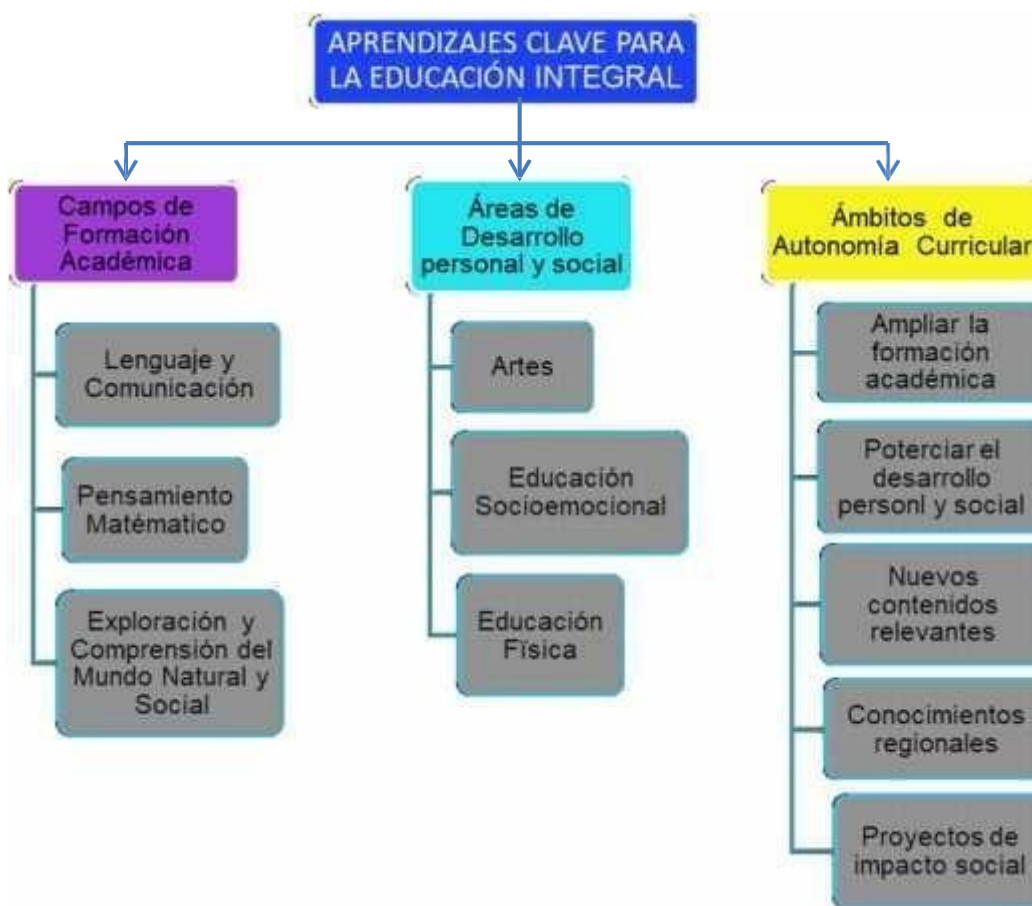 APRENDIZAJES CLAVE PARA
LA EDUCACIÓN INTEGRAL
Campos de
Formación
Académica
Lenguaje y
Comunicación
Pensamiento
Matématico
Exploración y
Comprensión del
Mundo Natural y
Social
Áreas de
Desarrollo
personal y social
Artes
Educación
Socioemocional
Educación
Fïsica
Ámbitos de
Autonomía Curricular
Ampliar la
formación
académica
Poterciar el
desarrollo
personl y social
Nuevos
contenidos
relevantes
Conocimientos
regionales
Proyectos de
impacto social